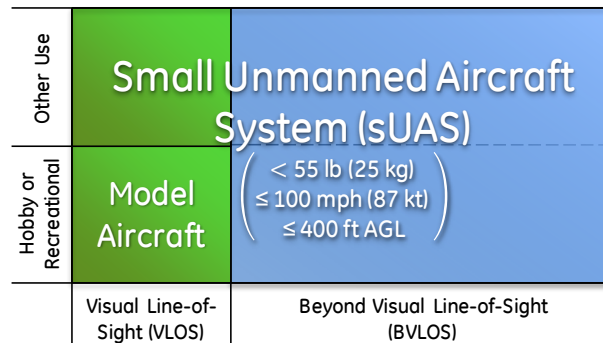 Other Use
Small Unmanned Aircraft
System (sUAS)
Hobby or
Recreational
Model
Aircraft
< 55 lb (25 kg)
≤ 100 mph (87 kt)
≤ 400 ft AGL
Visual Line-of-
Sight (VLOS)
Beyond Visual Line-of-Sight
(BVLOS)